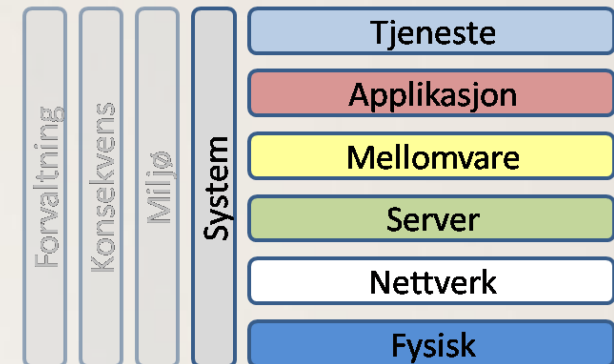 Forvaltning
Konsekvens
Miljø
System
Tjeneste
Applikasjon
Mellomvare
Server
Nettverk
Fysisk